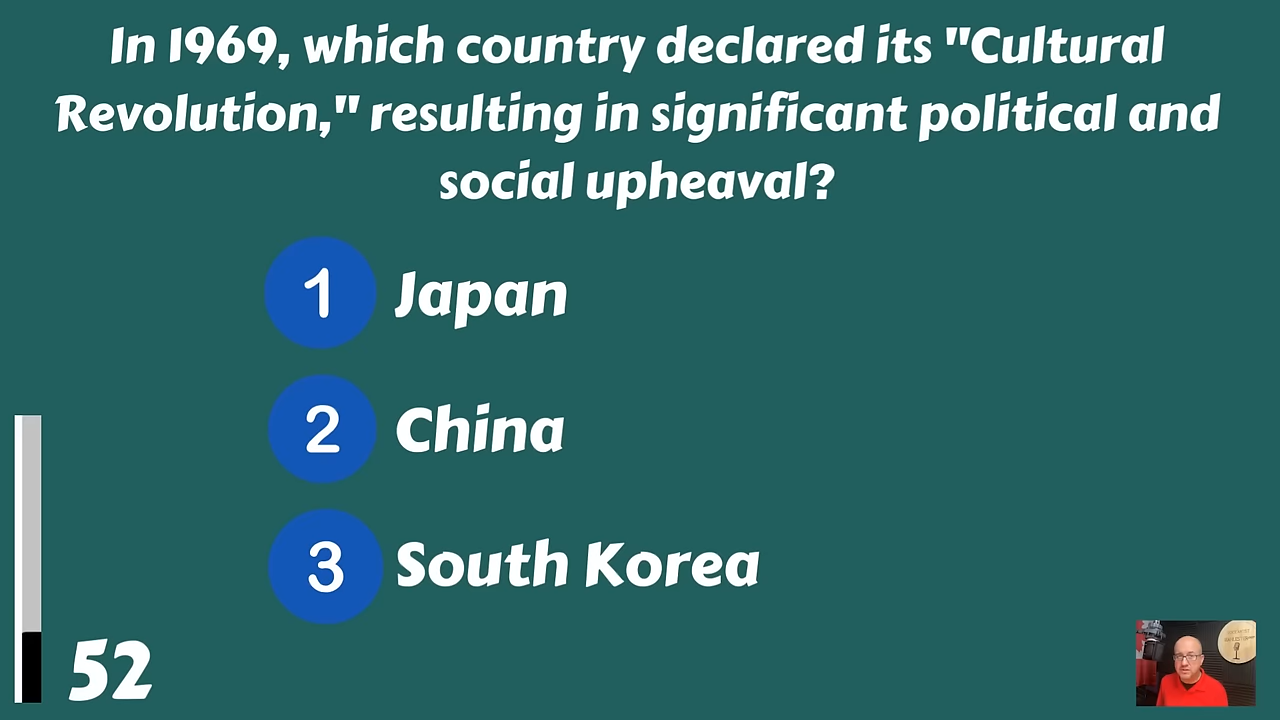 In 1969, which country declared its "Cultural
Revolution," resulting in significant political and
social upheaval?
1 Japan
2 China
3 South Korea
52